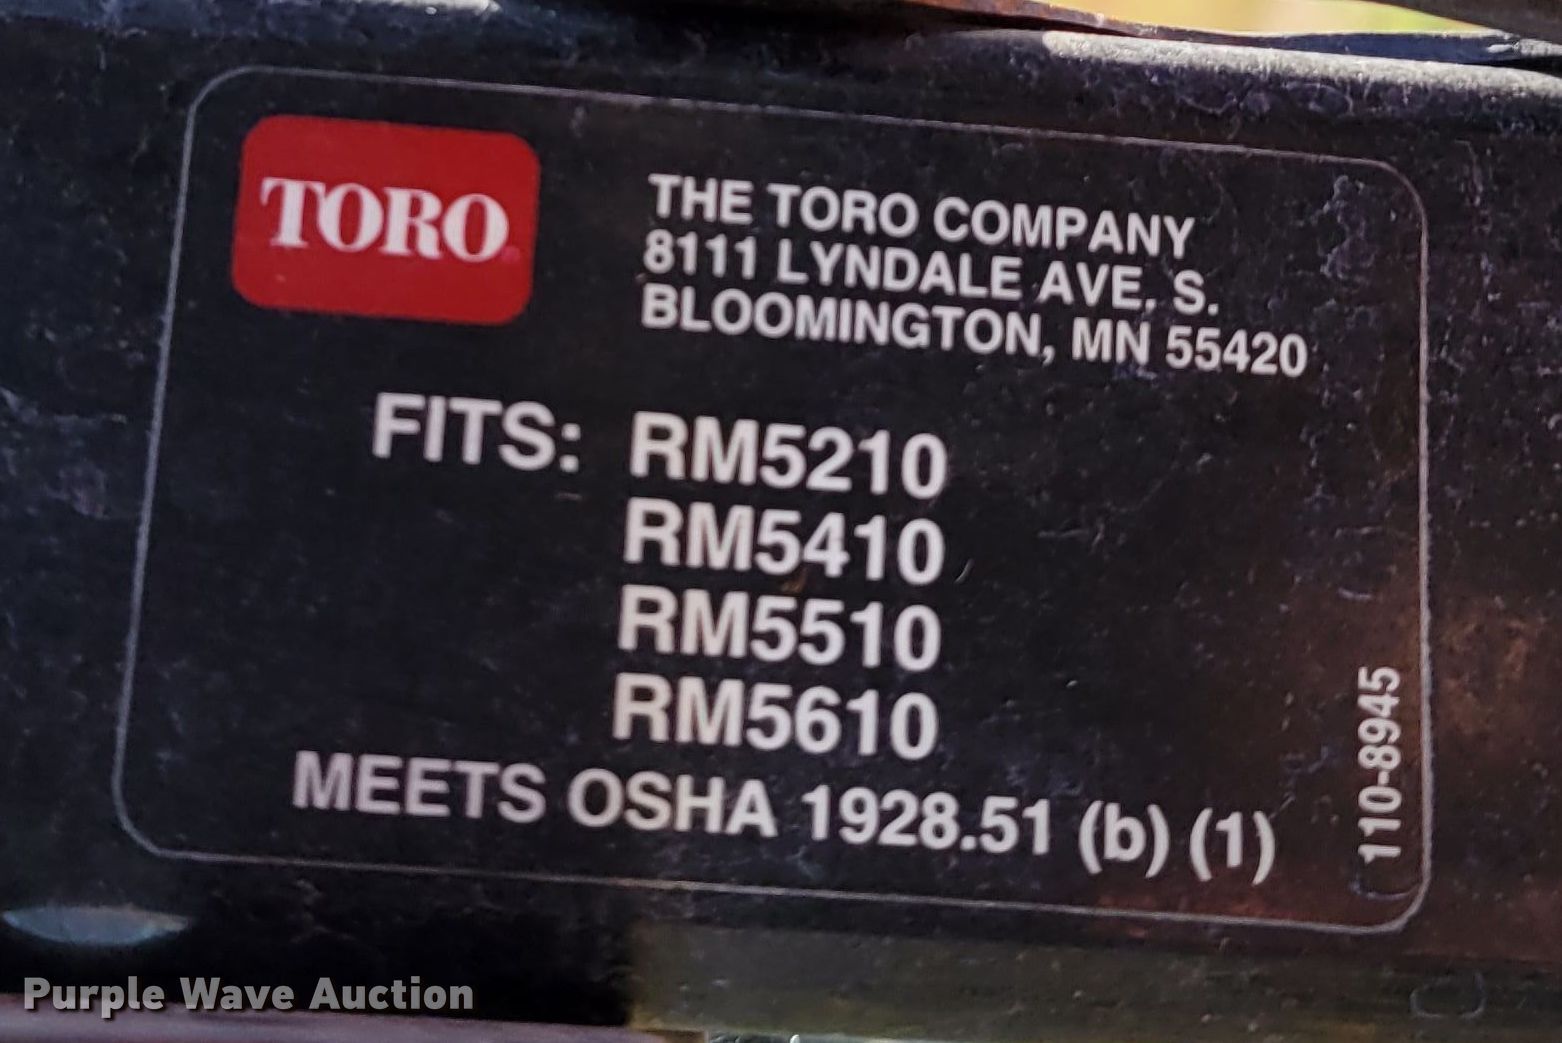 TORO
THE TORO COMPANY
8111 LYNDALE AVE. S.
BLOOMINGTON, MN 55420
FITS: RM5210
RM5410
RM5510
RM5610
MEETS OSHA 1928.51 (b) (1)
110-8945
Purple Wave Auction